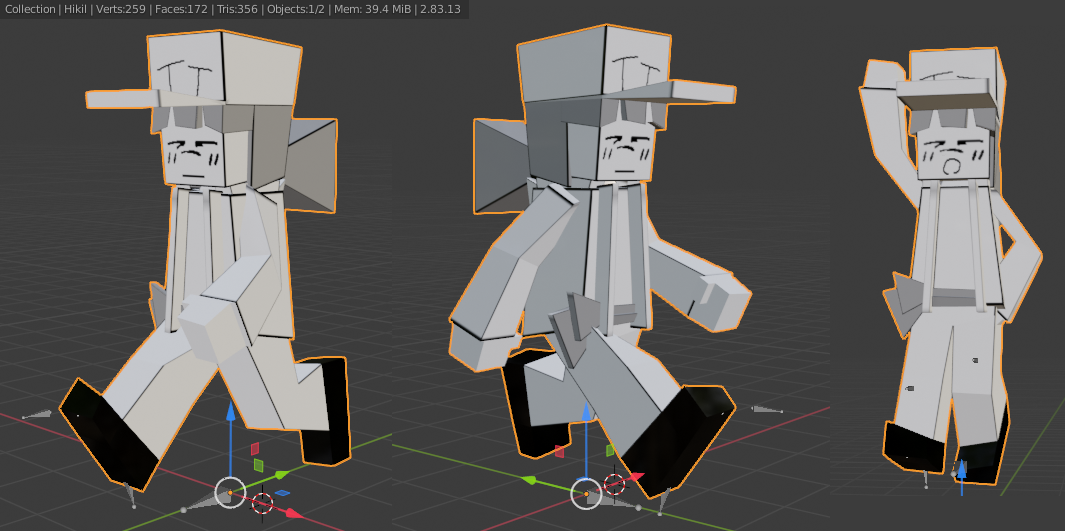 Collection | Hikil | Verts:259 | Faces:172 | Tris:356 | Objects:1/2 | Mem: 39.4 MiB | 2.83.13